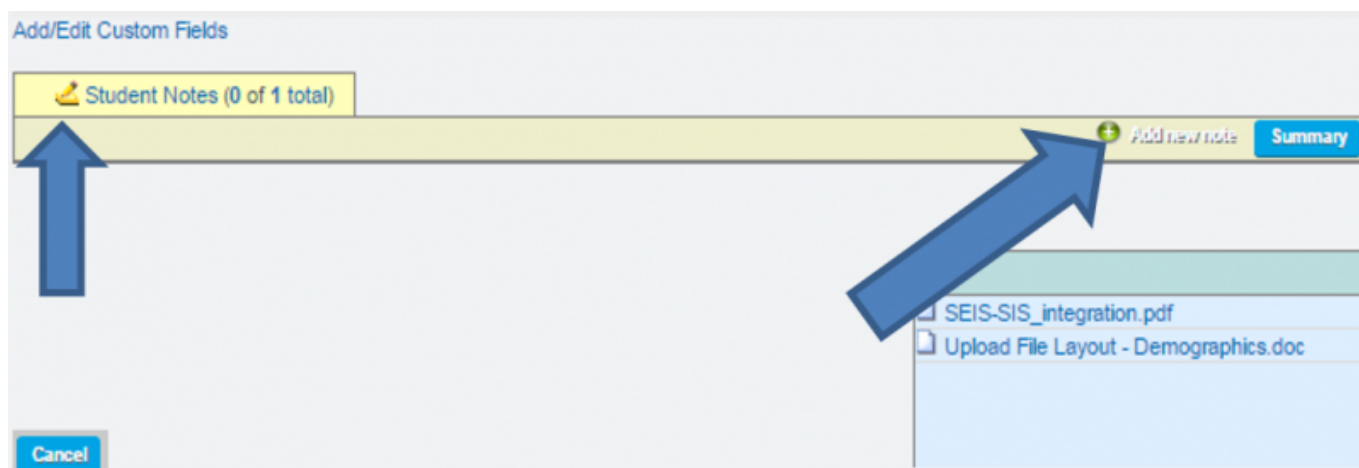 Add/Edit Custom Fields
Student Notes (0 of 1 total)
Add new note
Summary
SEIS-SIS_integration.pdf
Upload File Layout - Demographics.doc
Cancel